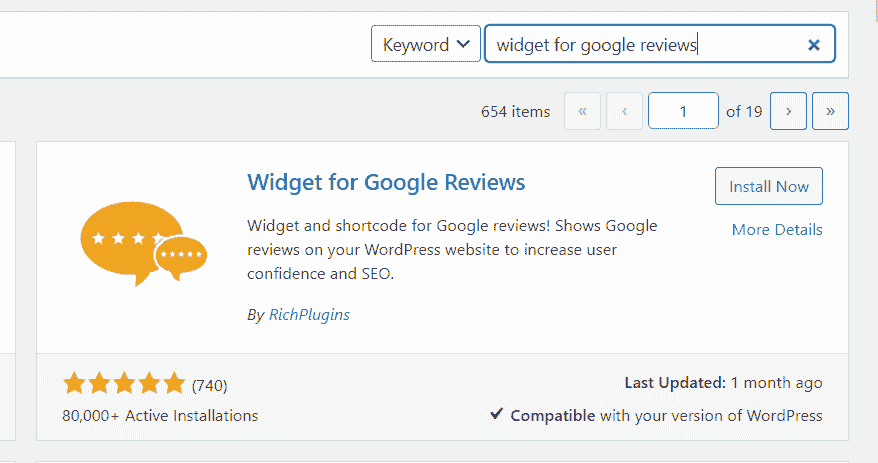 Keyword widget for google reviews ×
654 items « ‹ 1 of 19 › »
Widget for Google Reviews
Install Now
Widget and shortcode for Google reviews! Shows Google
More Details
reviews on your WordPress website to increase user
confidence and SEO.
By RichPlugins
(740)
Last Updated: 1 month ago
80,000+ Active Installations
Compatible with your version of WordPress